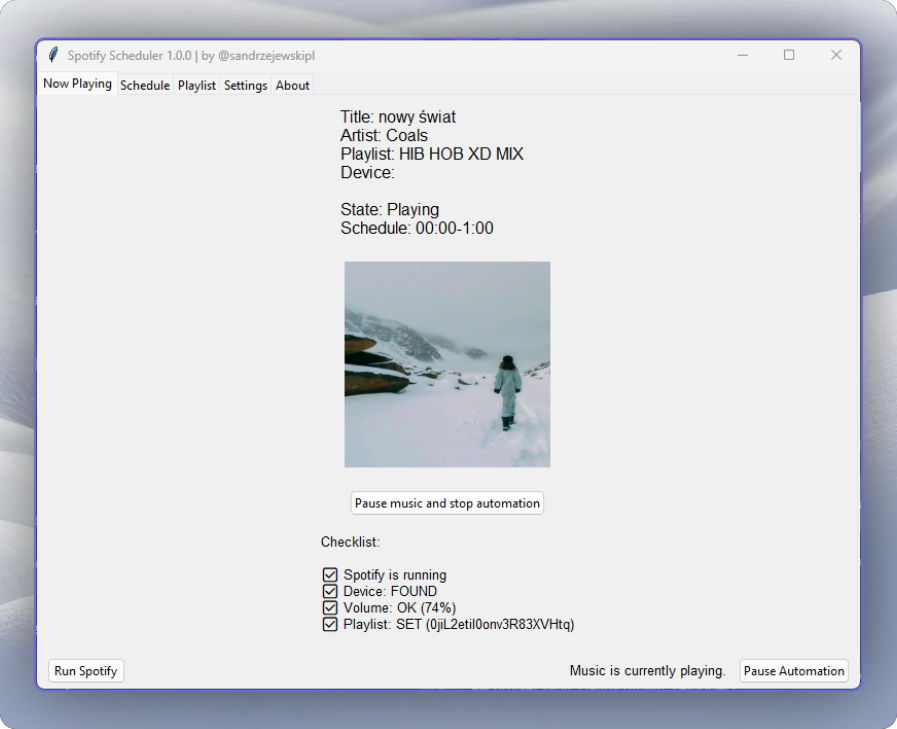 Spotify Scheduler 1.0.0 | by @sandrzejewskipl
Now Playing Schedule Playlist Settings About
Title: nowy świat
Artist: Coals
Playlist: HIB HOB XD MIX
Device:
State: Playing
Schedule: 00:00-1:00
Pause music and stop automation
Checklist:
Spotify is running
Device: FOUND
Volume: OK (74%)
Playlist: SET (0jiL2etil0onv3R83XVHtq)
Run Spotify Music is currently playing. Pause Automation